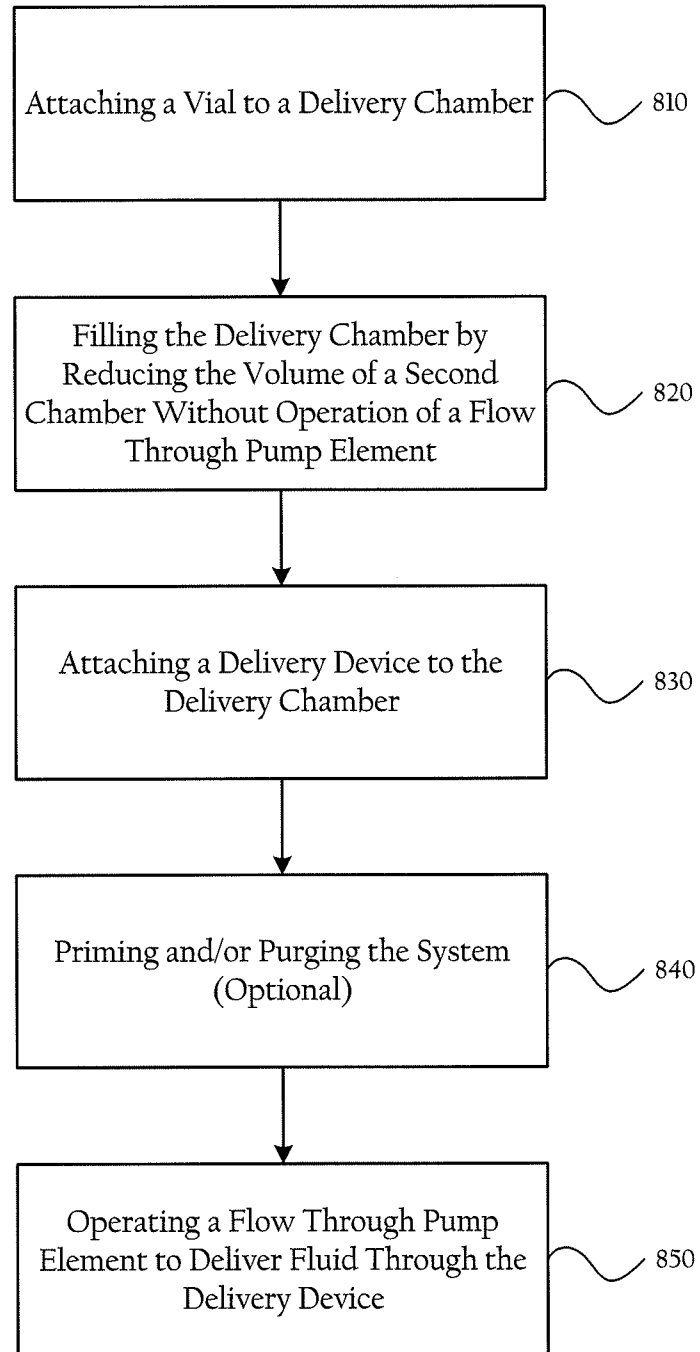 Attaching a Vial to a Delivery Chamber
810
Filling the Delivery Chamber by
Reducing the Volume of a Second
Chamber Without Operation of a Flow
Through Pump Element
820
Attaching a Delivery Device to the
Delivery Chamber
830
Priming and/or Purging the System
(Optional)
840
Operating a Flow Through Pump
Element to Deliver Fluid Through the
Delivery Device
850